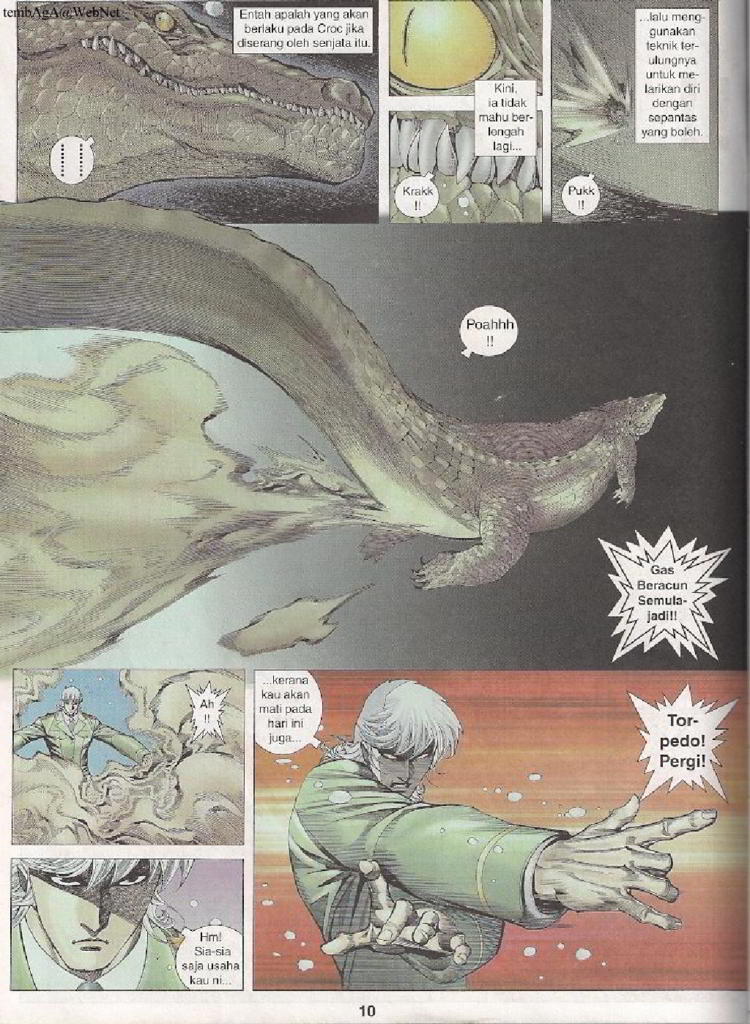 tembAgA@WebNet
Entah apalah yang akan
berlaku pada Croc jika
diserang oleh senjata itu.
Kini,
ia tidak
mahu ber-
lengah
lagi...
...lalu meng-
gunakan
teknik ter-
ulungnya
untuk me-
larikan diri
dengan
sepantas
yang boleh.
Krakk
!!
Pukk
!!
Poahhh
!!
Gas
Beracun
Semula-
jadi!!
Ah
!!
...kerana
kau akan
mati pada
hari ini
juga...
Tor-
pedo!
Pergi!
Hm!
Sia-sia
saja usaha
kau ni...
10